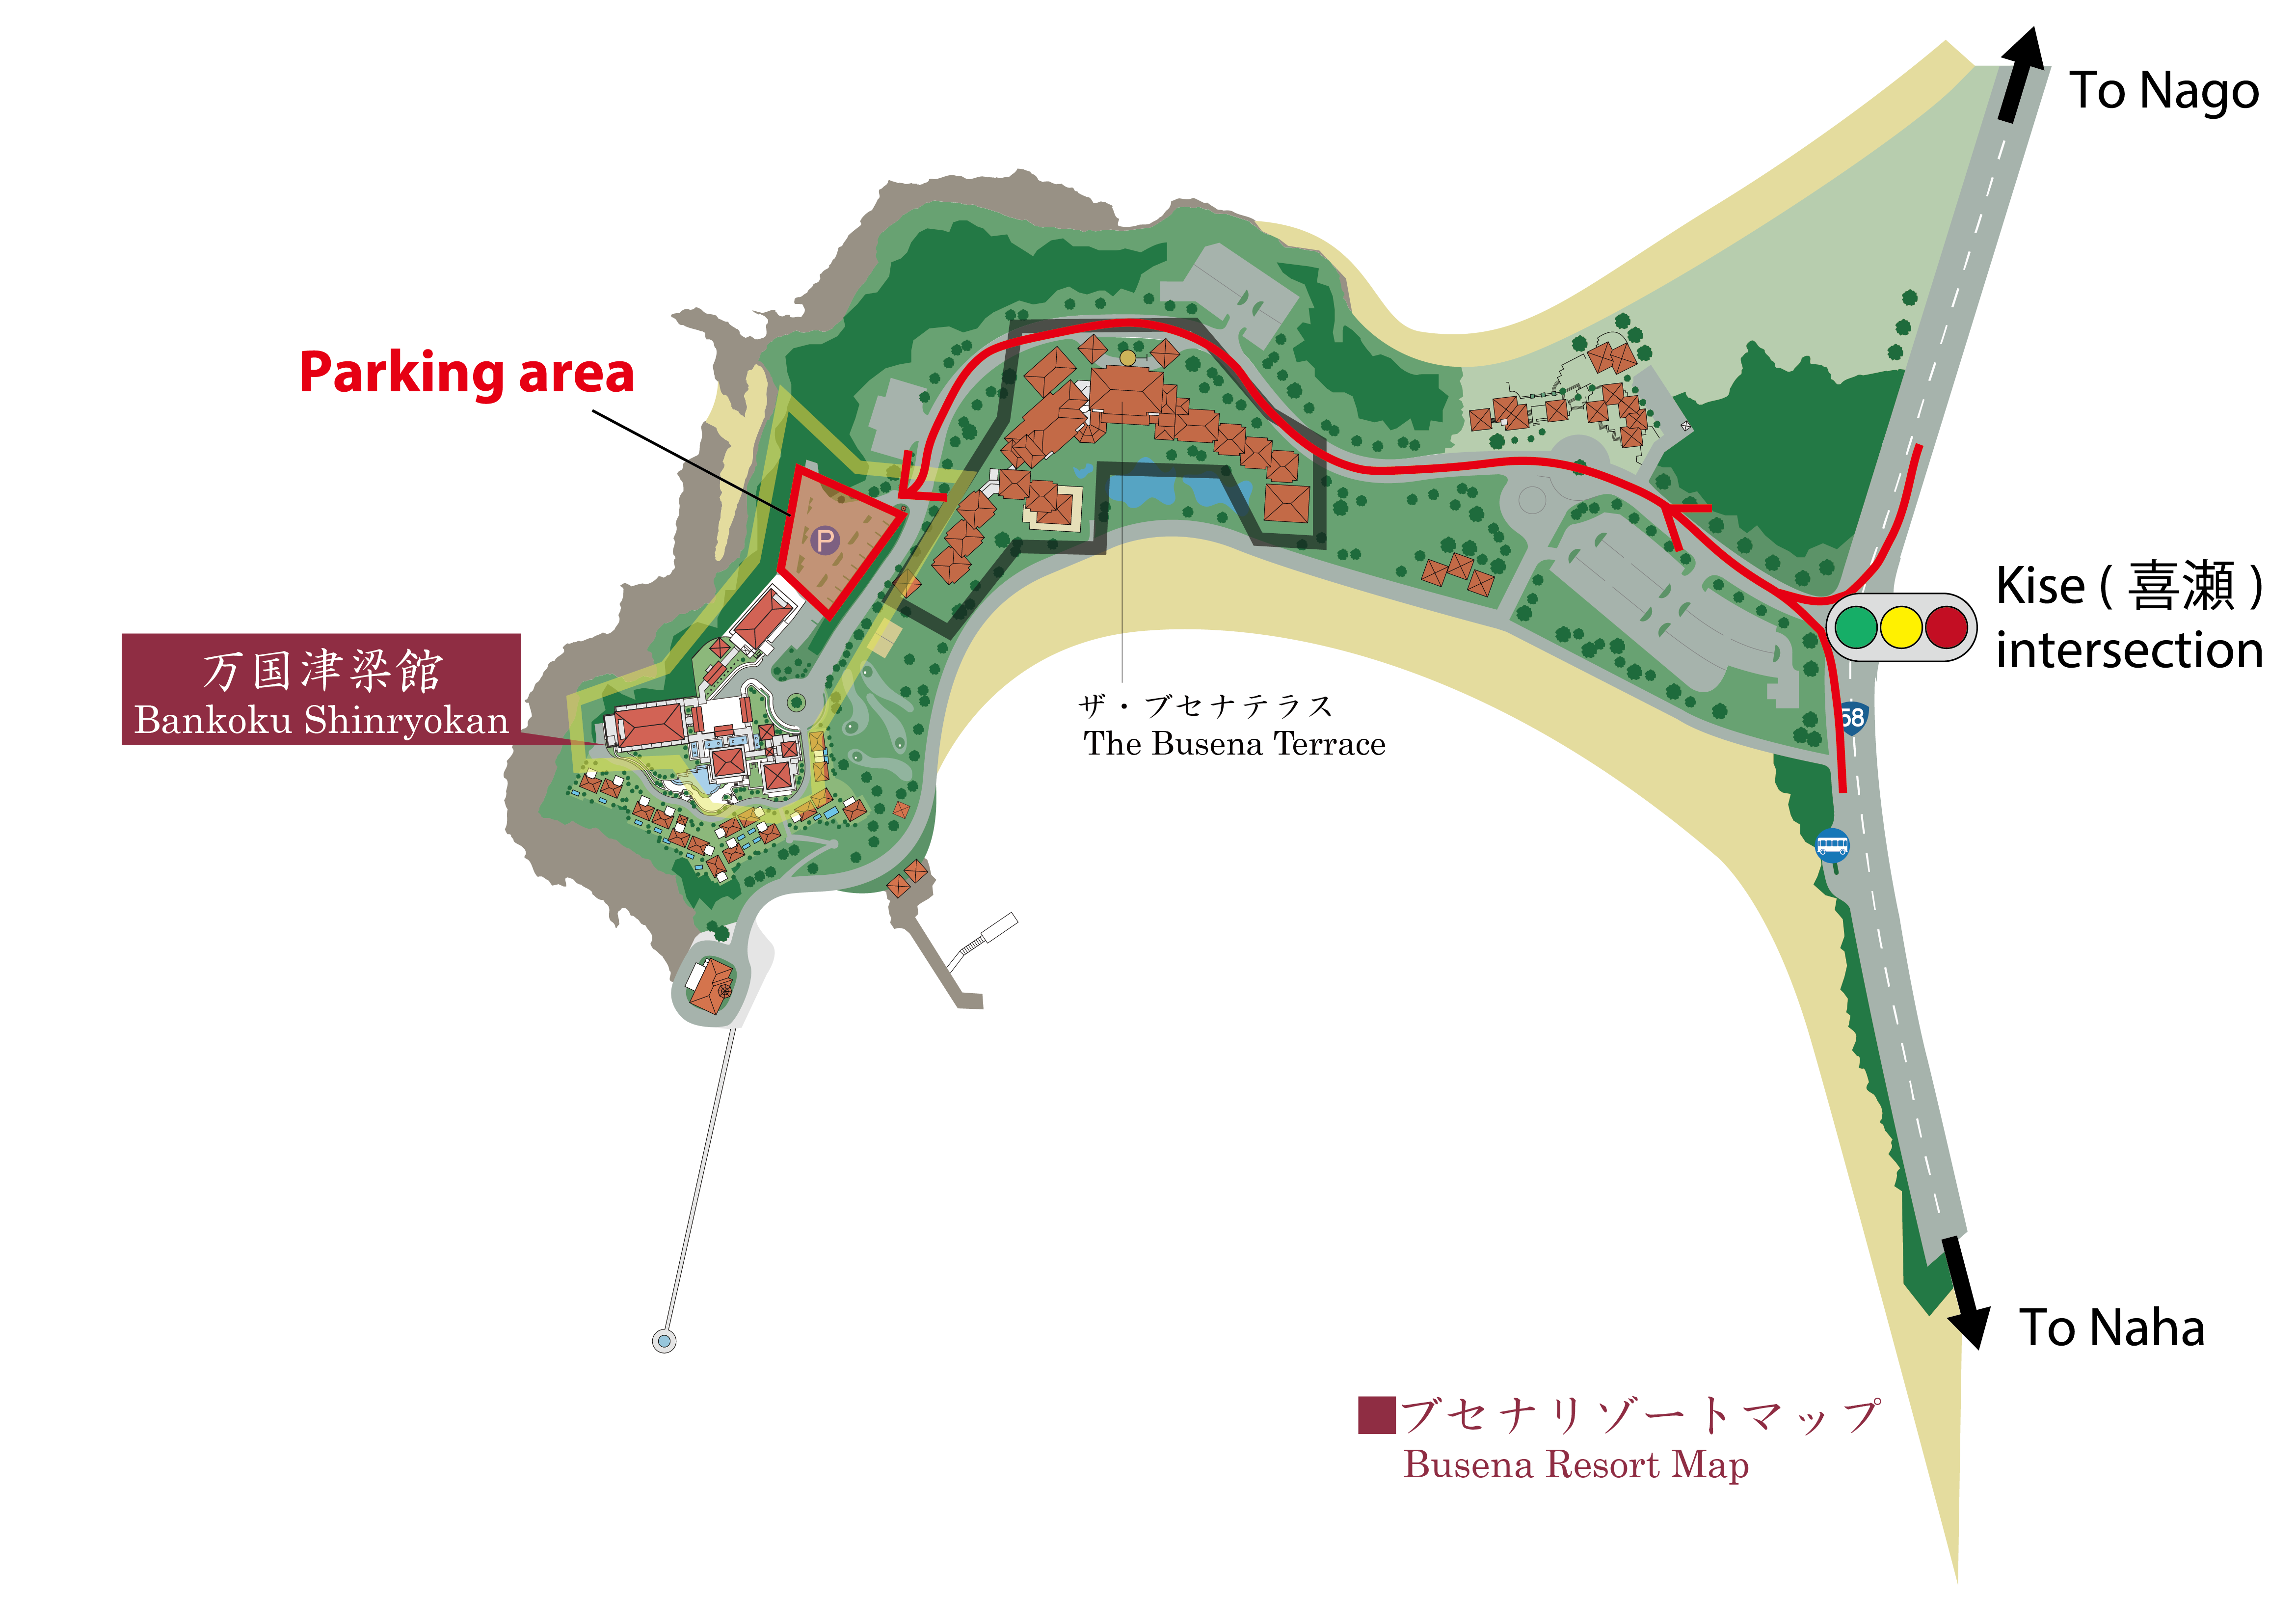 To Nago
Parking area
P
Kise ( 喜瀬 )
intersection
万国津梁館
Bankoku Shinryokan
58
ザ・ブセナテラス
The Busena Terrace
To Naha
■ブセナリゾートマップ
Busena Resort Map